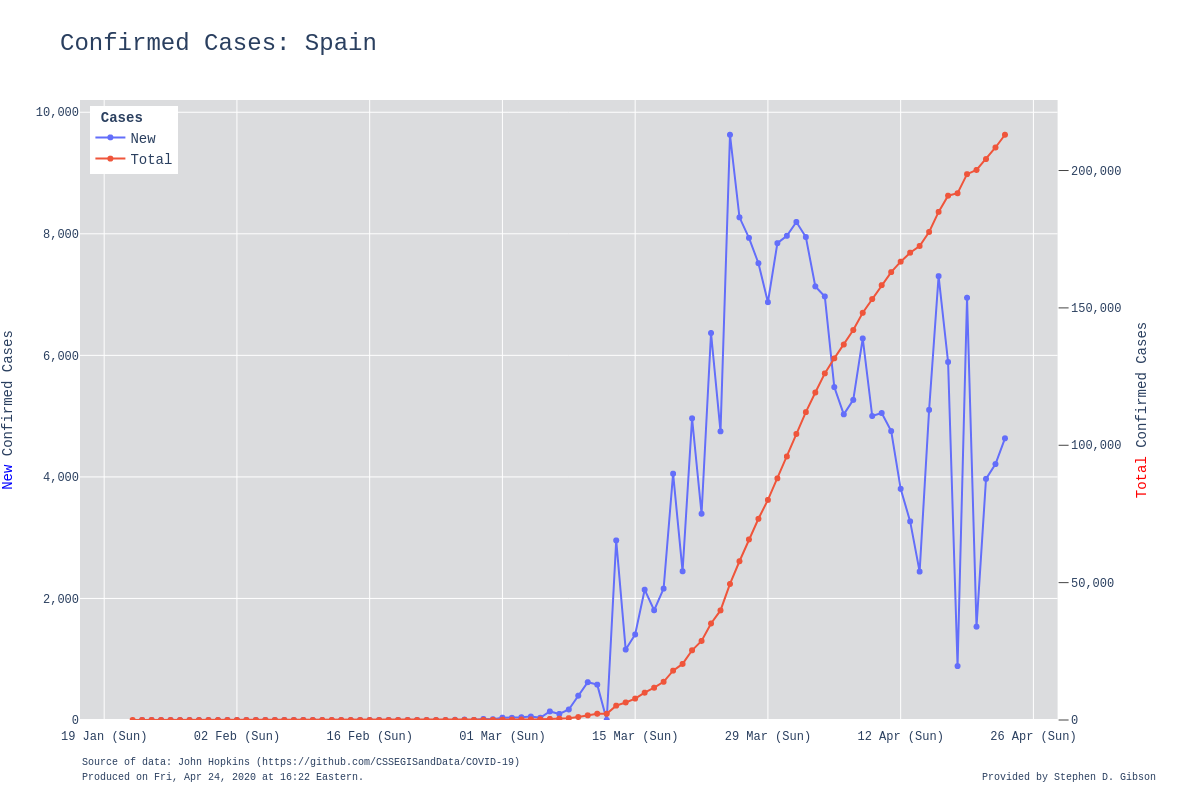 Confirmed Cases: Spain
Cases
New
Total
10,000
8,000
6,000
4,000
2,000
0
New Confirmed Cases
200,000
150,000
100,000
50,000
0
Total Confirmed Cases
19 Jan (Sun) 02 Feb (Sun) 16 Feb (Sun) 01 Mar (Sun) 15 Mar (Sun) 29 Mar (Sun) 12 Apr (Sun) 26 Apr (Sun)
Source of data: John Hopkins (https://github.com/CSSEGISandData/COVID-19)
Produced on Fri, Apr 24, 2020 at 16:22 Eastern.
Provided by Stephen D. Gibson